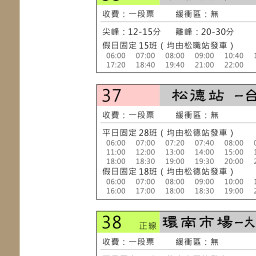 收費：一段票 緩衝區：無
尖峰：12-15分 離峰：20-30分
假日固定15班 ( 均由松職站發車 )
06:00 07:00 08:00 09:00 10:40
17:20 18:40 19:40 21:00 22:00
37 松德站 -合
收費：一段票 緩衝區：無
平日固定28班 ( 均由松德站發車 )
06:00 07:00 07:20 07:40 08:00
11:00 12:00 13:00 14:00 15:00
18:00 18:30 19:00 19:30 20:00
假日固定18班 ( 均由松德站發車 )
06:00 07:00 08:00 09:00 10:00
16:00 17:00 18:00 18:30 19:00
38 正線 環南市場-大
收費：一段票 緩衝區：無